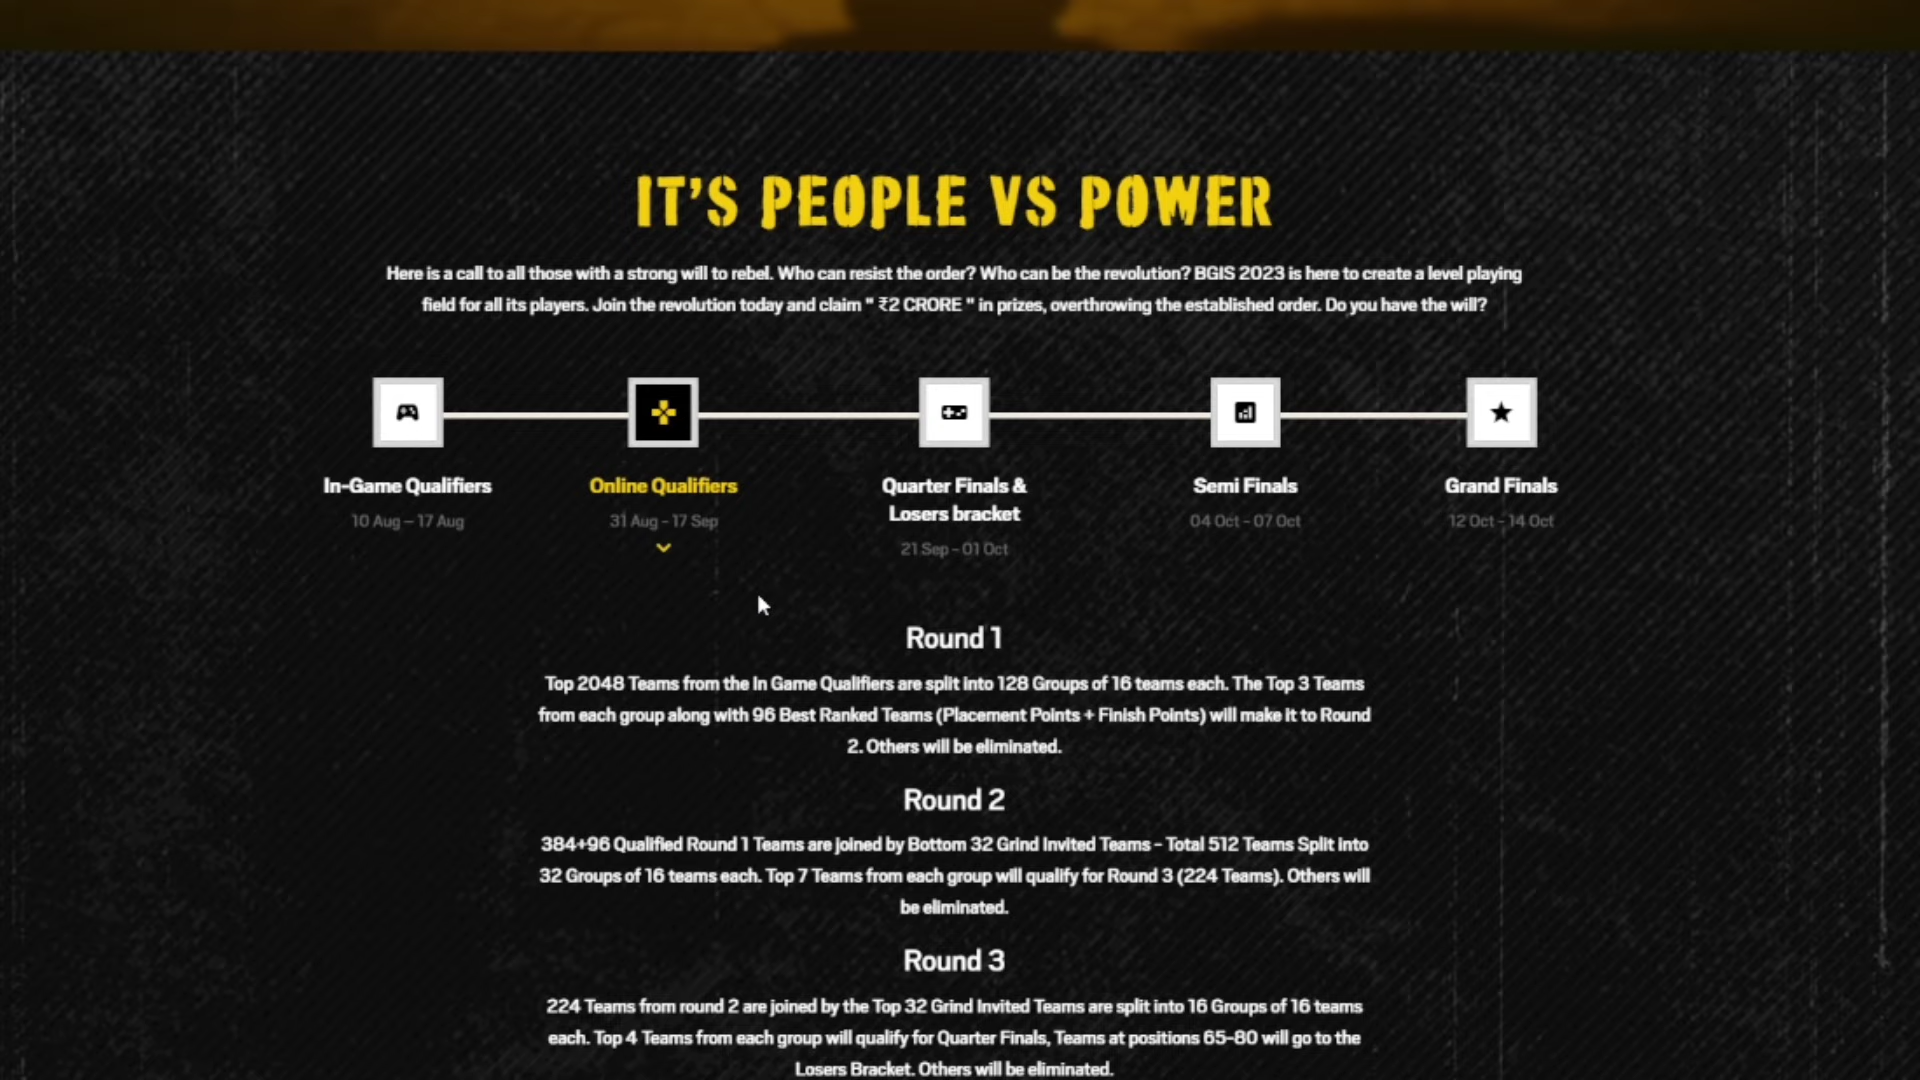 IT'S PEOPLE VS POWER
Here is a call to all those with a strong will to rebel. Who can resist the order? Who can be the revolution? BGIS 2023 is here to create a level playing
field for all its players. Join the revolution today and claim " ₹2 CRORE " in prizes, overthrowing the established order. Do you have the will?
In-Game Qualifiers
10 Aug – 17 Aug
Online Qualifiers
31 Aug - 17 Sep
Quarter Finals &
Losers bracket
21 Sep - 01 Oct
Semi Finals
04 Oct - 07 Oct
Grand Finals
12 Oct - 14 Oct
Round 1
Top 2048 Teams from the In Game Qualifiers are split into 128 Groups of 16 teams each. The Top 3 Teams
from each group along with 96 Best Ranked Teams (Placement Points + Finish Points) will make it to Round
2. Others will be eliminated.
Round 2
384+96 Qualified Round 1 Teams are joined by Bottom 32 Grind Invited Teams - Total 512 Teams Split into
32 Groups of 16 teams each. Top 7 Teams from each group will qualify for Round 3 (224 Teams). Others will
be eliminated.
Round 3
224 Teams from round 2 are joined by the Top 32 Grind Invited Teams are split into 16 Groups of 16 teams
each. Top 4 Teams from each group will qualify for Quarter Finals, Teams at positions 65-80 will go to the
Losers Bracket. Others will be eliminated.